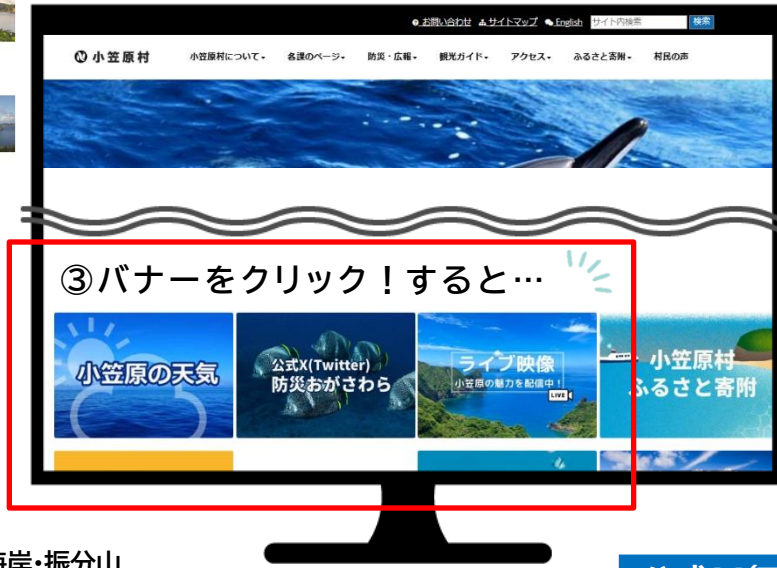 お問い合わせ サイトマップ English サイト内検索 検索
小笠原村 小笠原村について 各課のページ 防災・広報 観光ガイド アクセス ふるさと寄附 村民の声
③バナーをクリック！すると…
小笠原の天気
公式X(Twitter)
防災おがさわら
ライブ映像
小笠原の魅力を配信中！
LIVE
小笠原村
ふるさと寄附
海岸・振分山